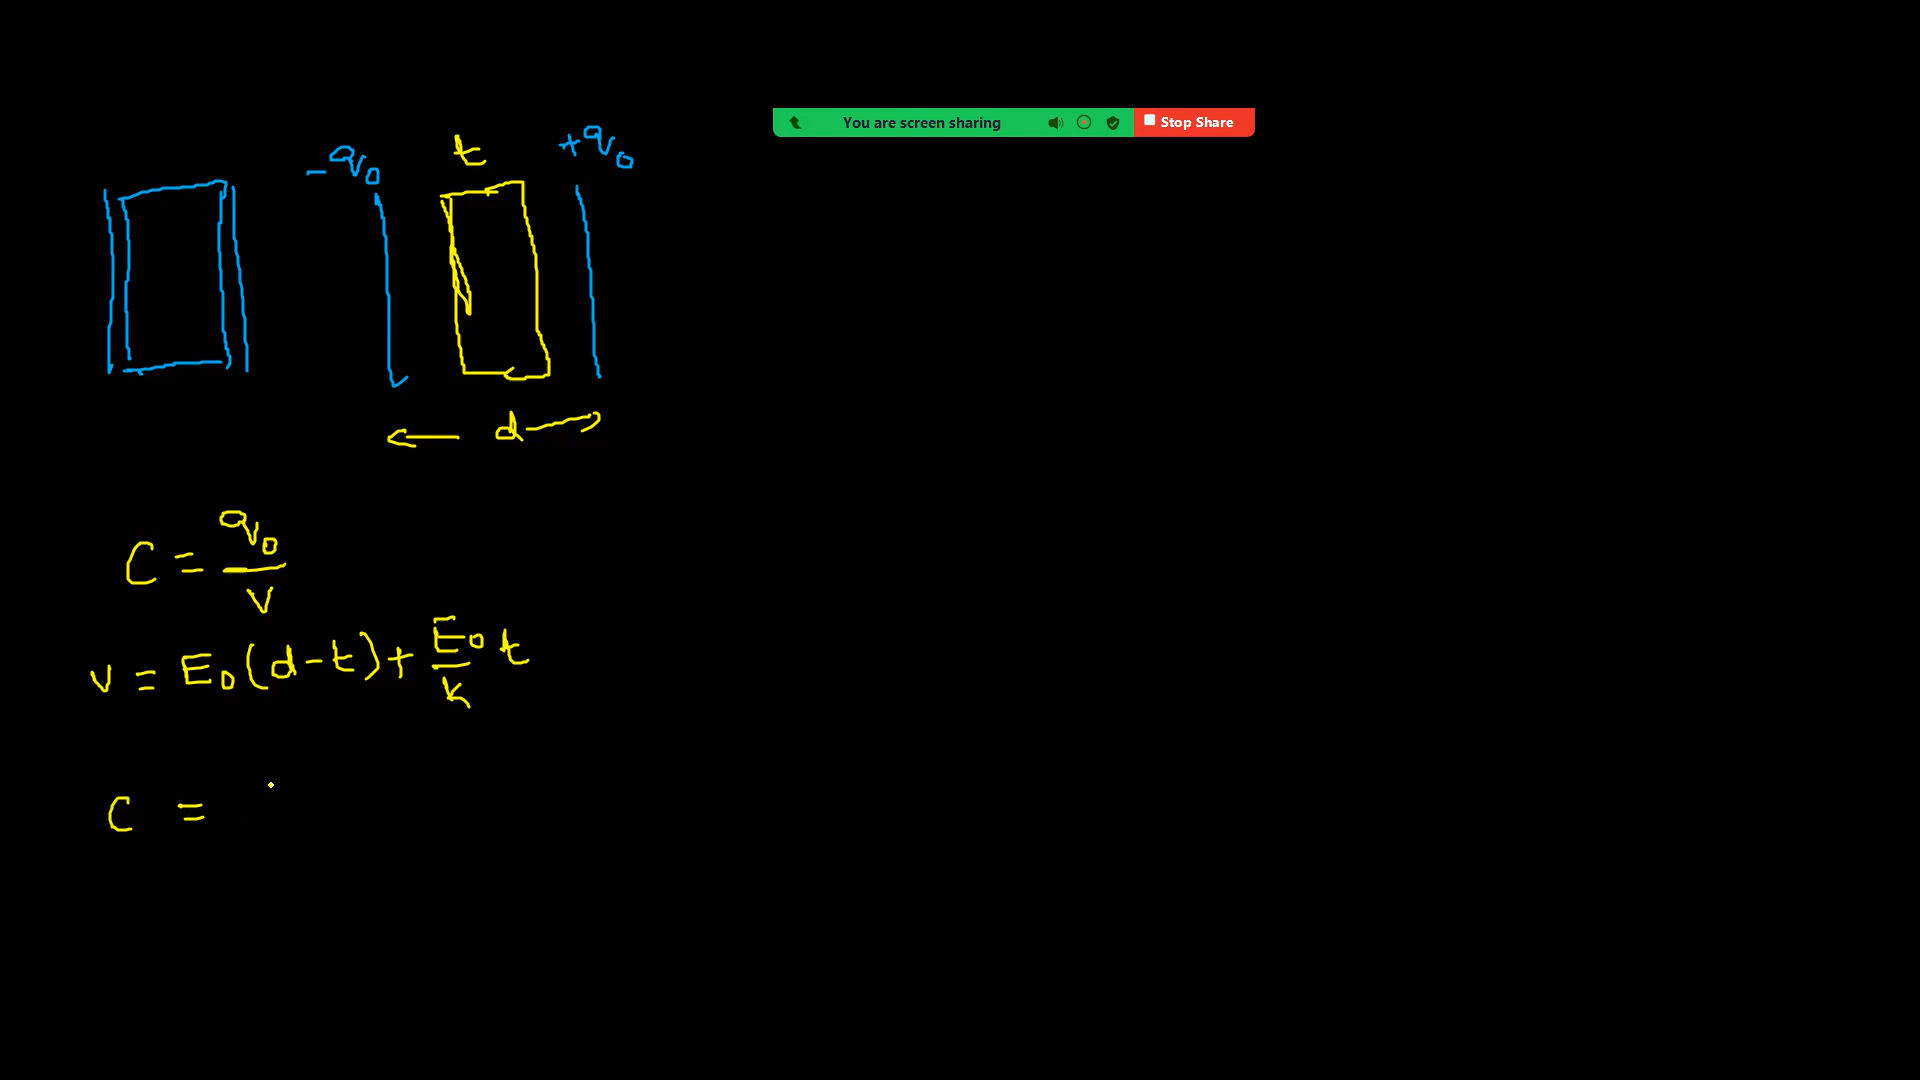 You are screen sharing Stop Share
-q₀ t +q₀
d
C = q₀/V
V = E₀(d-t) + E₀/K t
C =